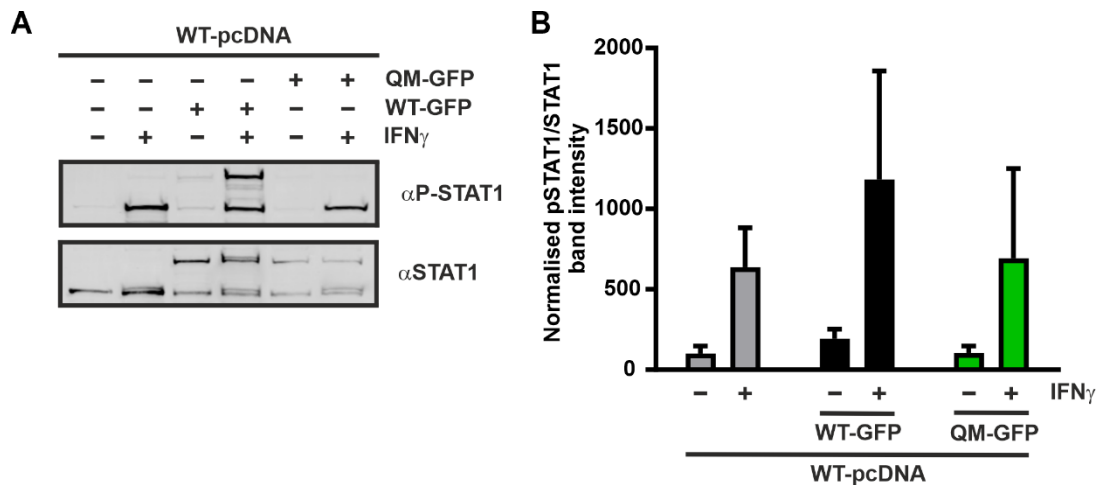 A
WT-pcDNA
– – – – + + QM-GFP
– – + + – – WT-GFP
– + – + – + IFNγ
αP-STAT1
αSTAT1
B
Normalised pSTAT1/STAT1
band intensity
2000
1500
1000
500
0
– + – + – + IFNγ
WT-GFP QM-GFP
WT-pcDNA